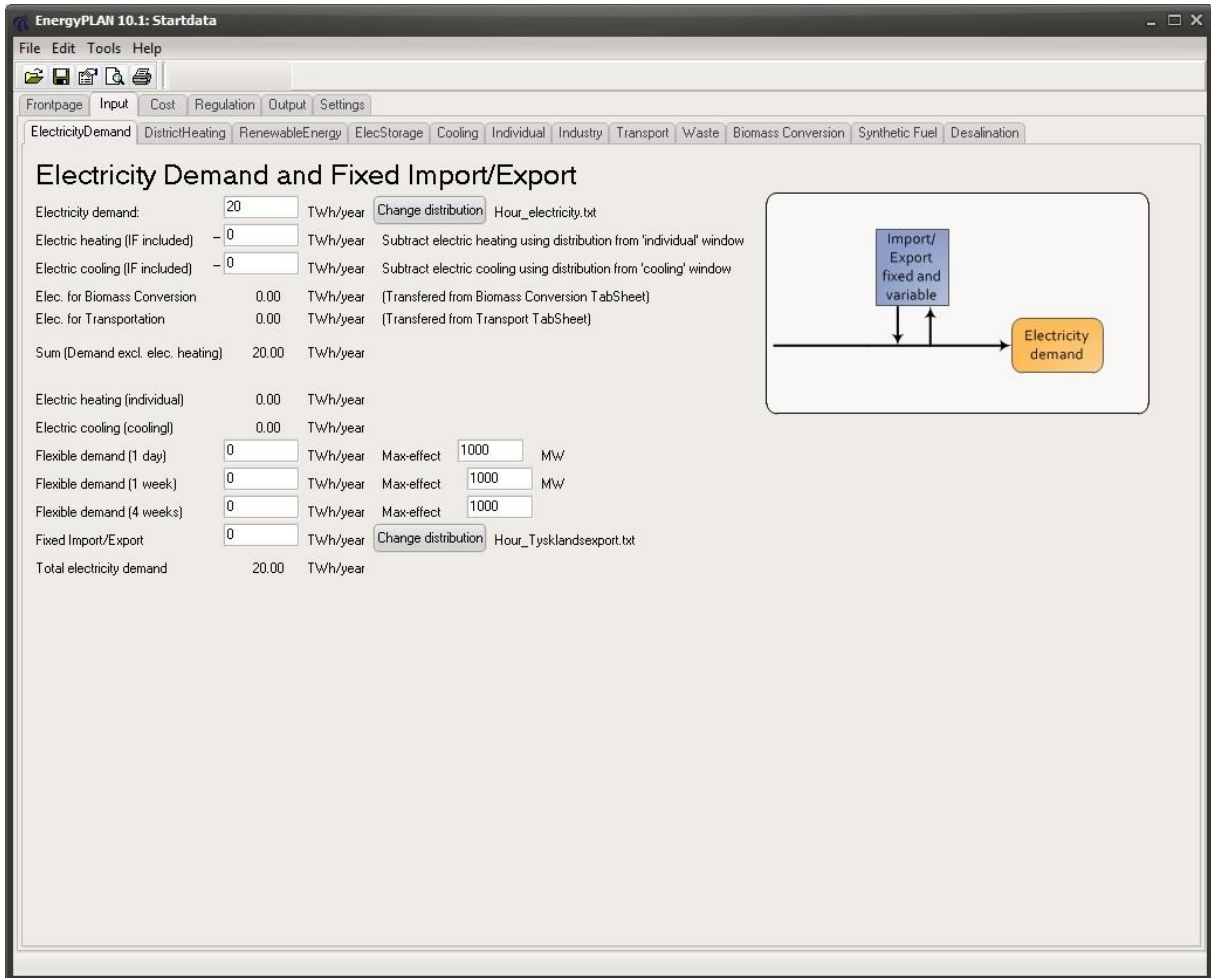 EnergyPLAN 10.1: Startdata
File Edit Tools Help
Frontpage Input Cost Regulation Output Settings
ElectricityDemand DistrictHeating RenewableEnergy ElecStorage Cooling Individual Industry Transport Waste Biomass Conversion Synthetic Fuel Desalination
Electricity Demand and Fixed Import/Export
Electricity demand: 20 TWh/year Change distribution Hour_electricity.txt
Electric heating (IF included) – 0 TWh/year Subtract electric heating using distribution from 'individual' window
Electric cooling (IF included) – 0 TWh/year Subtract electric cooling using distribution from 'cooling' window
Elec. for Biomass Conversion 0.00 TWh/year (Transfered from Biomass Conversion TabSheet)
Elec. for Transportation 0.00 TWh/year (Transfered from Transport TabSheet)
Sum (Demand excl. elec. heating) 20.00 TWh/year
Electric heating (individual) 0.00 TWh/year
Electric cooling (coolingl) 0.00 TWh/year
Flexible demand (1 day) 0 TWh/year Max-effect 1000 MW
Flexible demand (1 week) 0 TWh/year Max-effect 1000 MW
Flexible demand (4 weeks) 0 TWh/year Max-effect 1000
Fixed Import/Export 0 TWh/year Change distribution Hour_Tysklandsexport.txt
Total electricity demand 20.00 TWh/year
Import/
Export
fixed and
variable
Electricity
demand